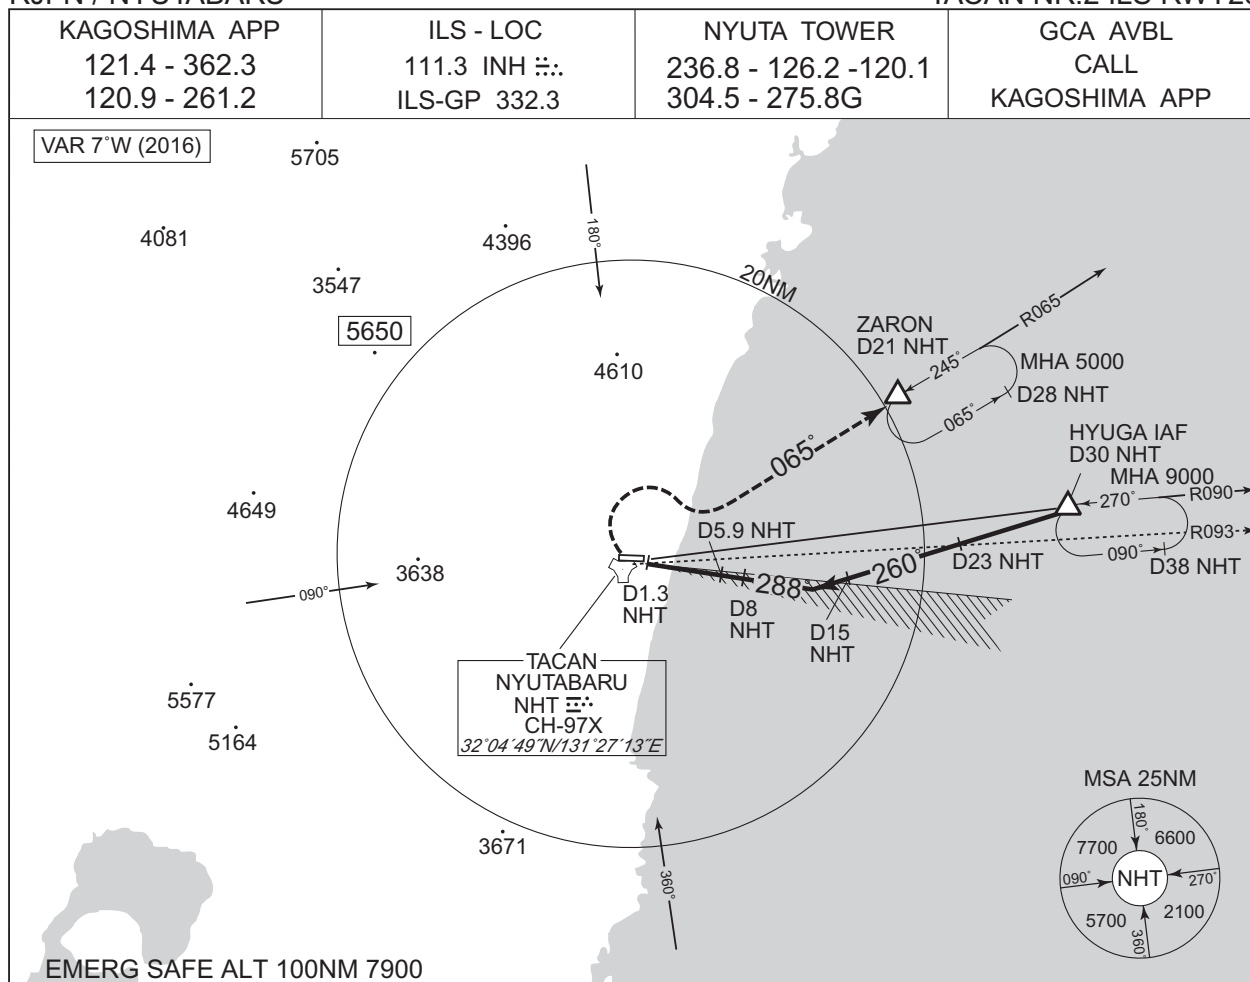 KAGOSHIMA APP
121.4 - 362.3
120.9 - 261.2
ILS - LOC
111.3 INH
ILS-GP 332.3
NYUTA TOWER
236.8 - 126.2 -120.1
304.5 - 275.8G
GCA AVBL
CALL
KAGOSHIMA APP
VAR 7°W (2016)
5705
4081
4396
180°
3547
20NM
5650
4610
ZARON
D21 NHT
R065
245°
MHA 5000
D28 NHT
065°
065°
HYUGA IAF
D30 NHT
MHA 9000
270°
R090
R093
090°
D38 NHT
4649
D5.9 NHT
3638
090°
260°
D23 NHT
288°
D1.3
NHT
D8
NHT
D15
NHT
TACAN
NYUTABARU
NHT
CH-97X
32°04´49˝N/131°27´13˝E
5577
5164
3671
360°
MSA 25NM
180°
7700
6600
090°
NHT
270°
5700
2100
360°
EMERG SAFE ALT 100NM 7900